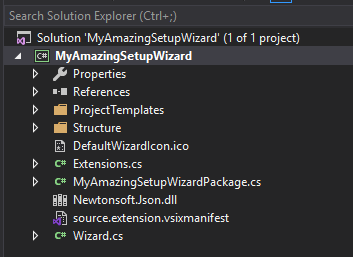 Search Solution Explorer (Ctrl+;)
Solution 'MyAmazingSetupWizard' (1 of 1 project)
C# MyAmazingSetupWizard
Properties
References
ProjectTemplates
Structure
DefaultWizardIcon.ico
C# Extensions.cs
C# MyAmazingSetupWizardPackage.cs
Newtonsoft.Json.dll
source.extension.vsixmanifest
C# Wizard.cs